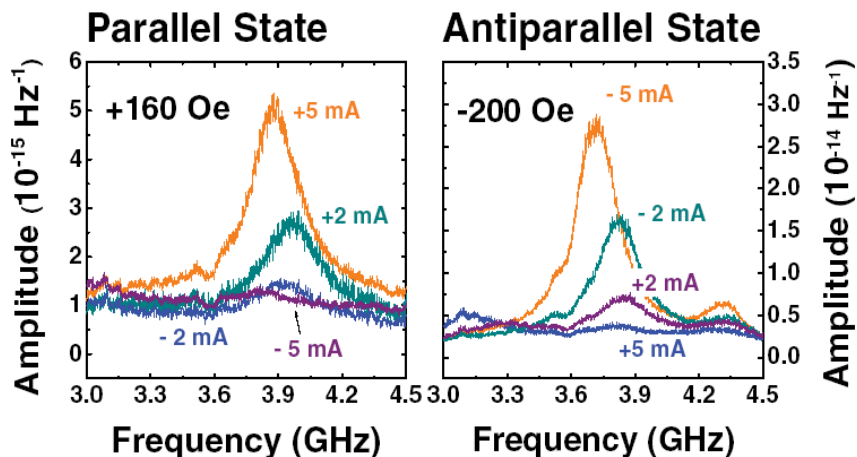 Parallel State
Antiparallel State
Amplitude (10⁻¹⁵ Hz⁻¹)
6
5
4
3
2
1
0
+160 Oe
+5 mA
+2 mA
- 2 mA
- 5 mA
3.0 3.3 3.6 3.9 4.2 4.5
Frequency (GHz)
-200 Oe
- 5 mA
- 2 mA
+2 mA
+5 mA
3.0 3.3 3.6 3.9 4.2 4.5
Frequency (GHz)
3.5
3.0
2.5
2.0
1.5
1.0
0.5
0.0
Amplitude (10⁻¹⁴ Hz⁻¹)